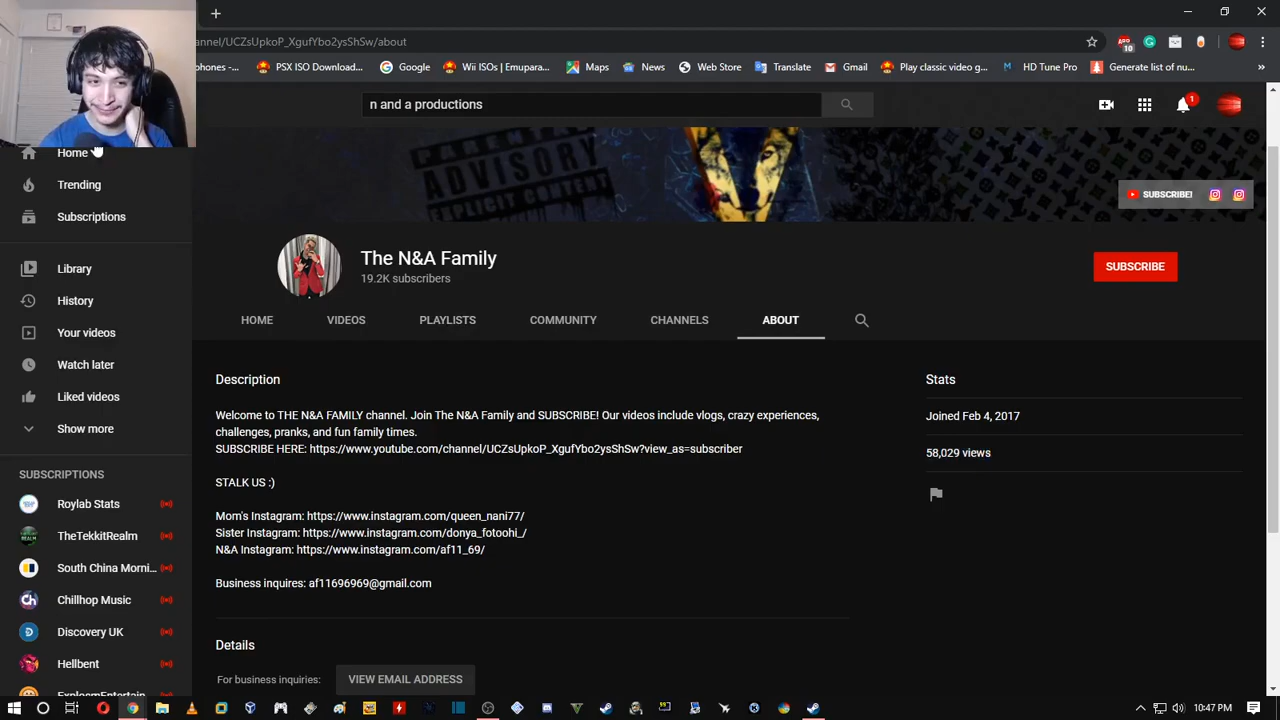 annel/UCZsUpkoP_XgufYbo2ysShSw/about
phones -...
PSX ISO Download...
Google
Wii ISOs | Emupara...
Maps
News
Web Store
Translate
Gmail
Play classic video g...
HD Tune Pro
Generate list of nu...
10
n and a productions
1
Home
Trending
Subscriptions
Library
History
Your videos
Watch later
Liked videos
Show more
SUBSCRIPTIONS
Roylab Stats
TheTekkitRealm
South China Morni...
Chillhop Music
Discovery UK
Hellbent
SUBSCRIBE!
The N&A Family
19.2K subscribers
SUBSCRIBE
HOME
VIDEOS
PLAYLISTS
COMMUNITY
CHANNELS
ABOUT
Description
Welcome to THE N&A FAMILY channel. Join The N&A Family and SUBSCRIBE! Our videos include vlogs, crazy experiences,
challenges, pranks, and fun family times.
SUBSCRIBE HERE: https://www.youtube.com/channel/UCZsUpkoP_XgufYbo2ysShSw?view_as=subscriber
STALK US :)
Mom's Instagram: https://www.instagram.com/queen_nani77/
Sister Instagram: https://www.instagram.com/donya_fotoohi_/
N&A Instagram: https://www.instagram.com/af11_69/
Business inquires: af11696969@gmail.com
Details
For business inquiries:
VIEW EMAIL ADDRESS
Stats
Joined Feb 4, 2017
58,029 views
10:47 PM